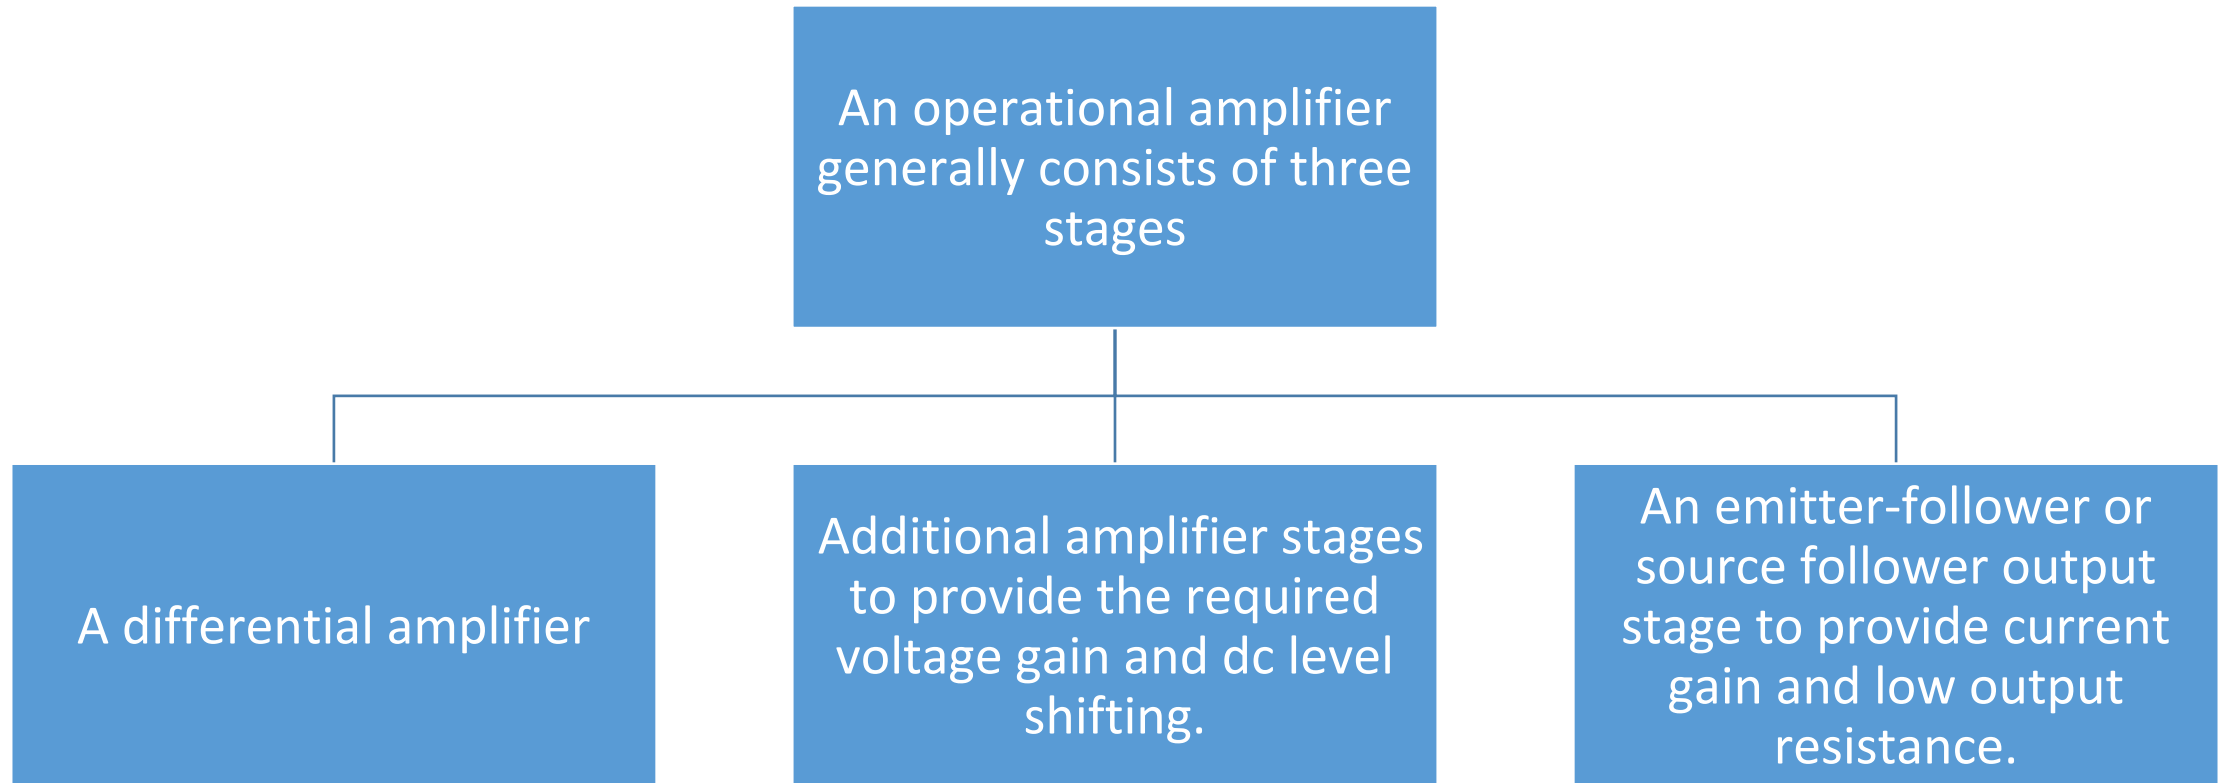 An operational amplifier
generally consists of three
stages
A differential amplifier
Additional amplifier stages
to provide the required
voltage gain and dc level
shifting.
An emitter-follower or
source follower output
stage to provide current
gain and low output
resistance.